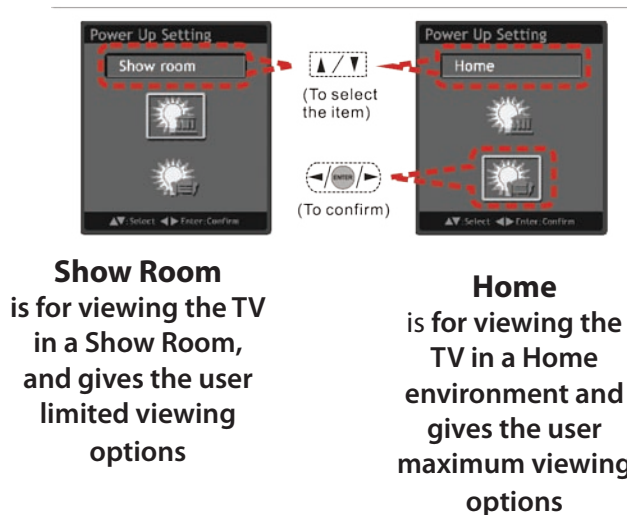 Power Up Setting
Show room
▲▼:Select ◀▶ Enter:Confirm
▲/▼
(To select
the item)
◀/ENTER/▶
(To confirm)
Power Up Setting
Home
▲▼:Select ◀▶ Enter:Confirm
Show Room
is for viewing the TV
in a Show Room,
and gives the user
limited viewing
options
Home
is for viewing the
TV in a Home
environment and
gives the user
maximum viewing
options